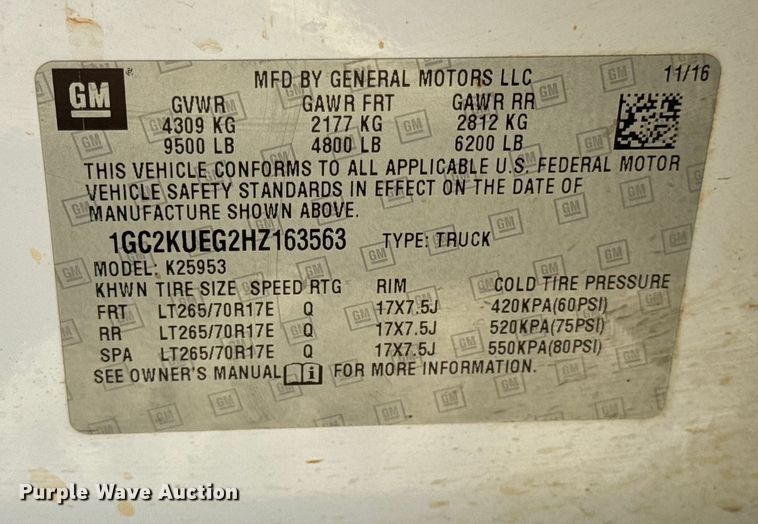 GM
MFD BY GENERAL MOTORS LLC 11/16
GVWR GAWR FRT GAWR RR
4309 KG 2177 KG 2812 KG
9500 LB 4800 LB 6200 LB
THIS VEHICLE CONFORMS TO ALL APPLICABLE U.S. FEDERAL MOTOR
VEHICLE SAFETY STANDARDS IN EFFECT ON THE DATE OF
MANUFACTURE SHOWN ABOVE.
1GC2KUEG2HZ163563 TYPE: TRUCK
MODEL: K25953
KHWN TIRE SIZE SPEED RTG RIM COLD TIRE PRESSURE
FRT LT265/70R17E Q 17X7.5J 420KPA(60PSI)
RR LT265/70R17E Q 17X7.5J 520KPA(75PSI)
SPA LT265/70R17E Q 17X7.5J 550KPA(80PSI)
SEE OWNER'S MANUAL i FOR MORE INFORMATION.
Purple Wave Auction